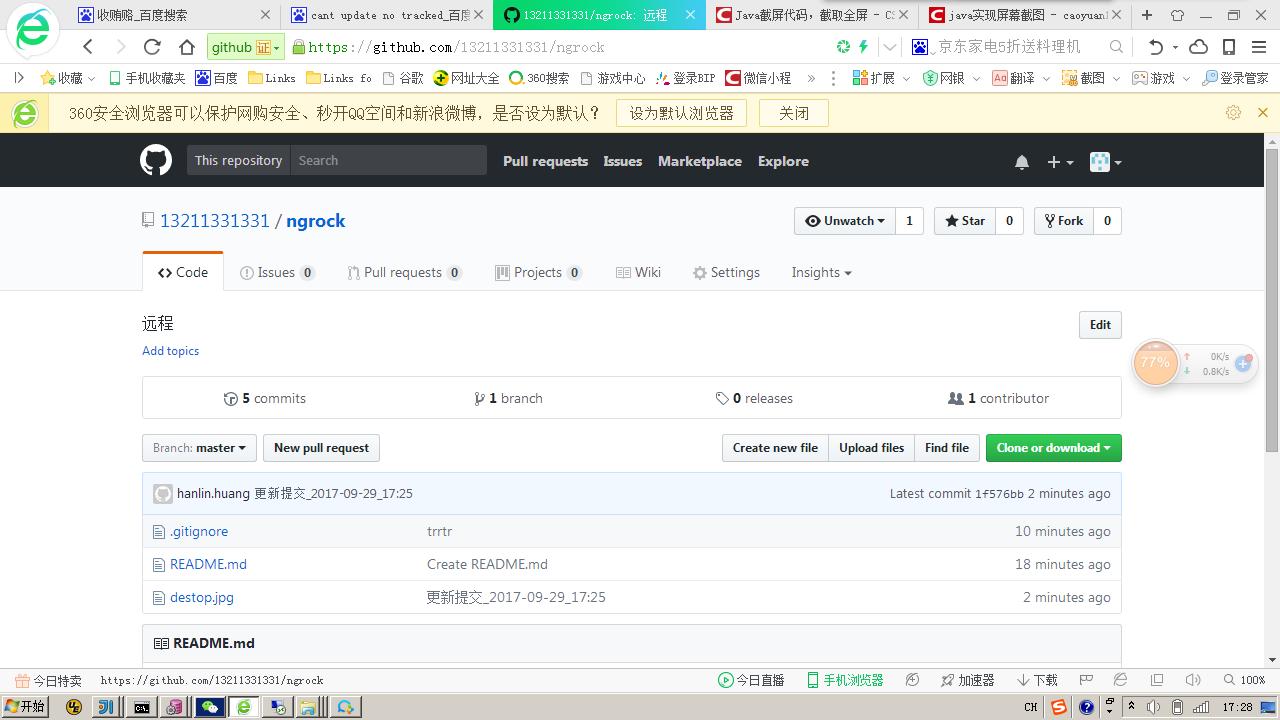 收贿赂_百度搜索 cant update no tracked_百度 13211331331/ngrock: 远程 Java截屏代码，截取全屏 - java实现屏幕截图 -
github 证 https://github.com/13211331331/ngrock 京东家电5折送料理机
收藏 手机收藏夹 百度 Links Links fo 谷歌 网址大全 360搜索 游戏中心 登录BIP 微信小程 » 扩展 网银 翻译 截图 游戏 登录管家
360安全浏览器可以保护网购安全、秒开QQ空间和新浪微博，是否设为默认？ 设为默认浏览器 关闭
This repository Search Pull requests Issues Marketplace Explore
13211331331 / ngrock Unwatch 1 Star 0 Fork 0
Code Issues 0 Pull requests 0 Projects 0 Wiki Settings Insights
远程 Edit
Add topics
77% 0K/s
0.8K/s
5 commits 1 branch 0 releases 1 contributor
Branch: master New pull request Create new file Upload files Find file Clone or download
hanlin.huang 更新提交_2017-09-29_17:25 Latest commit 1f576bb 2 minutes ago
.gitignore trrtr 10 minutes ago
README.md Create README.md 18 minutes ago
destop.jpg 更新提交_2017-09-29_17:25 2 minutes ago
README.md
今日特卖 https://github.com/13211331331/ngrock 今日直播 手机浏览器 加速器 下载 100%
开始 CH 17:28